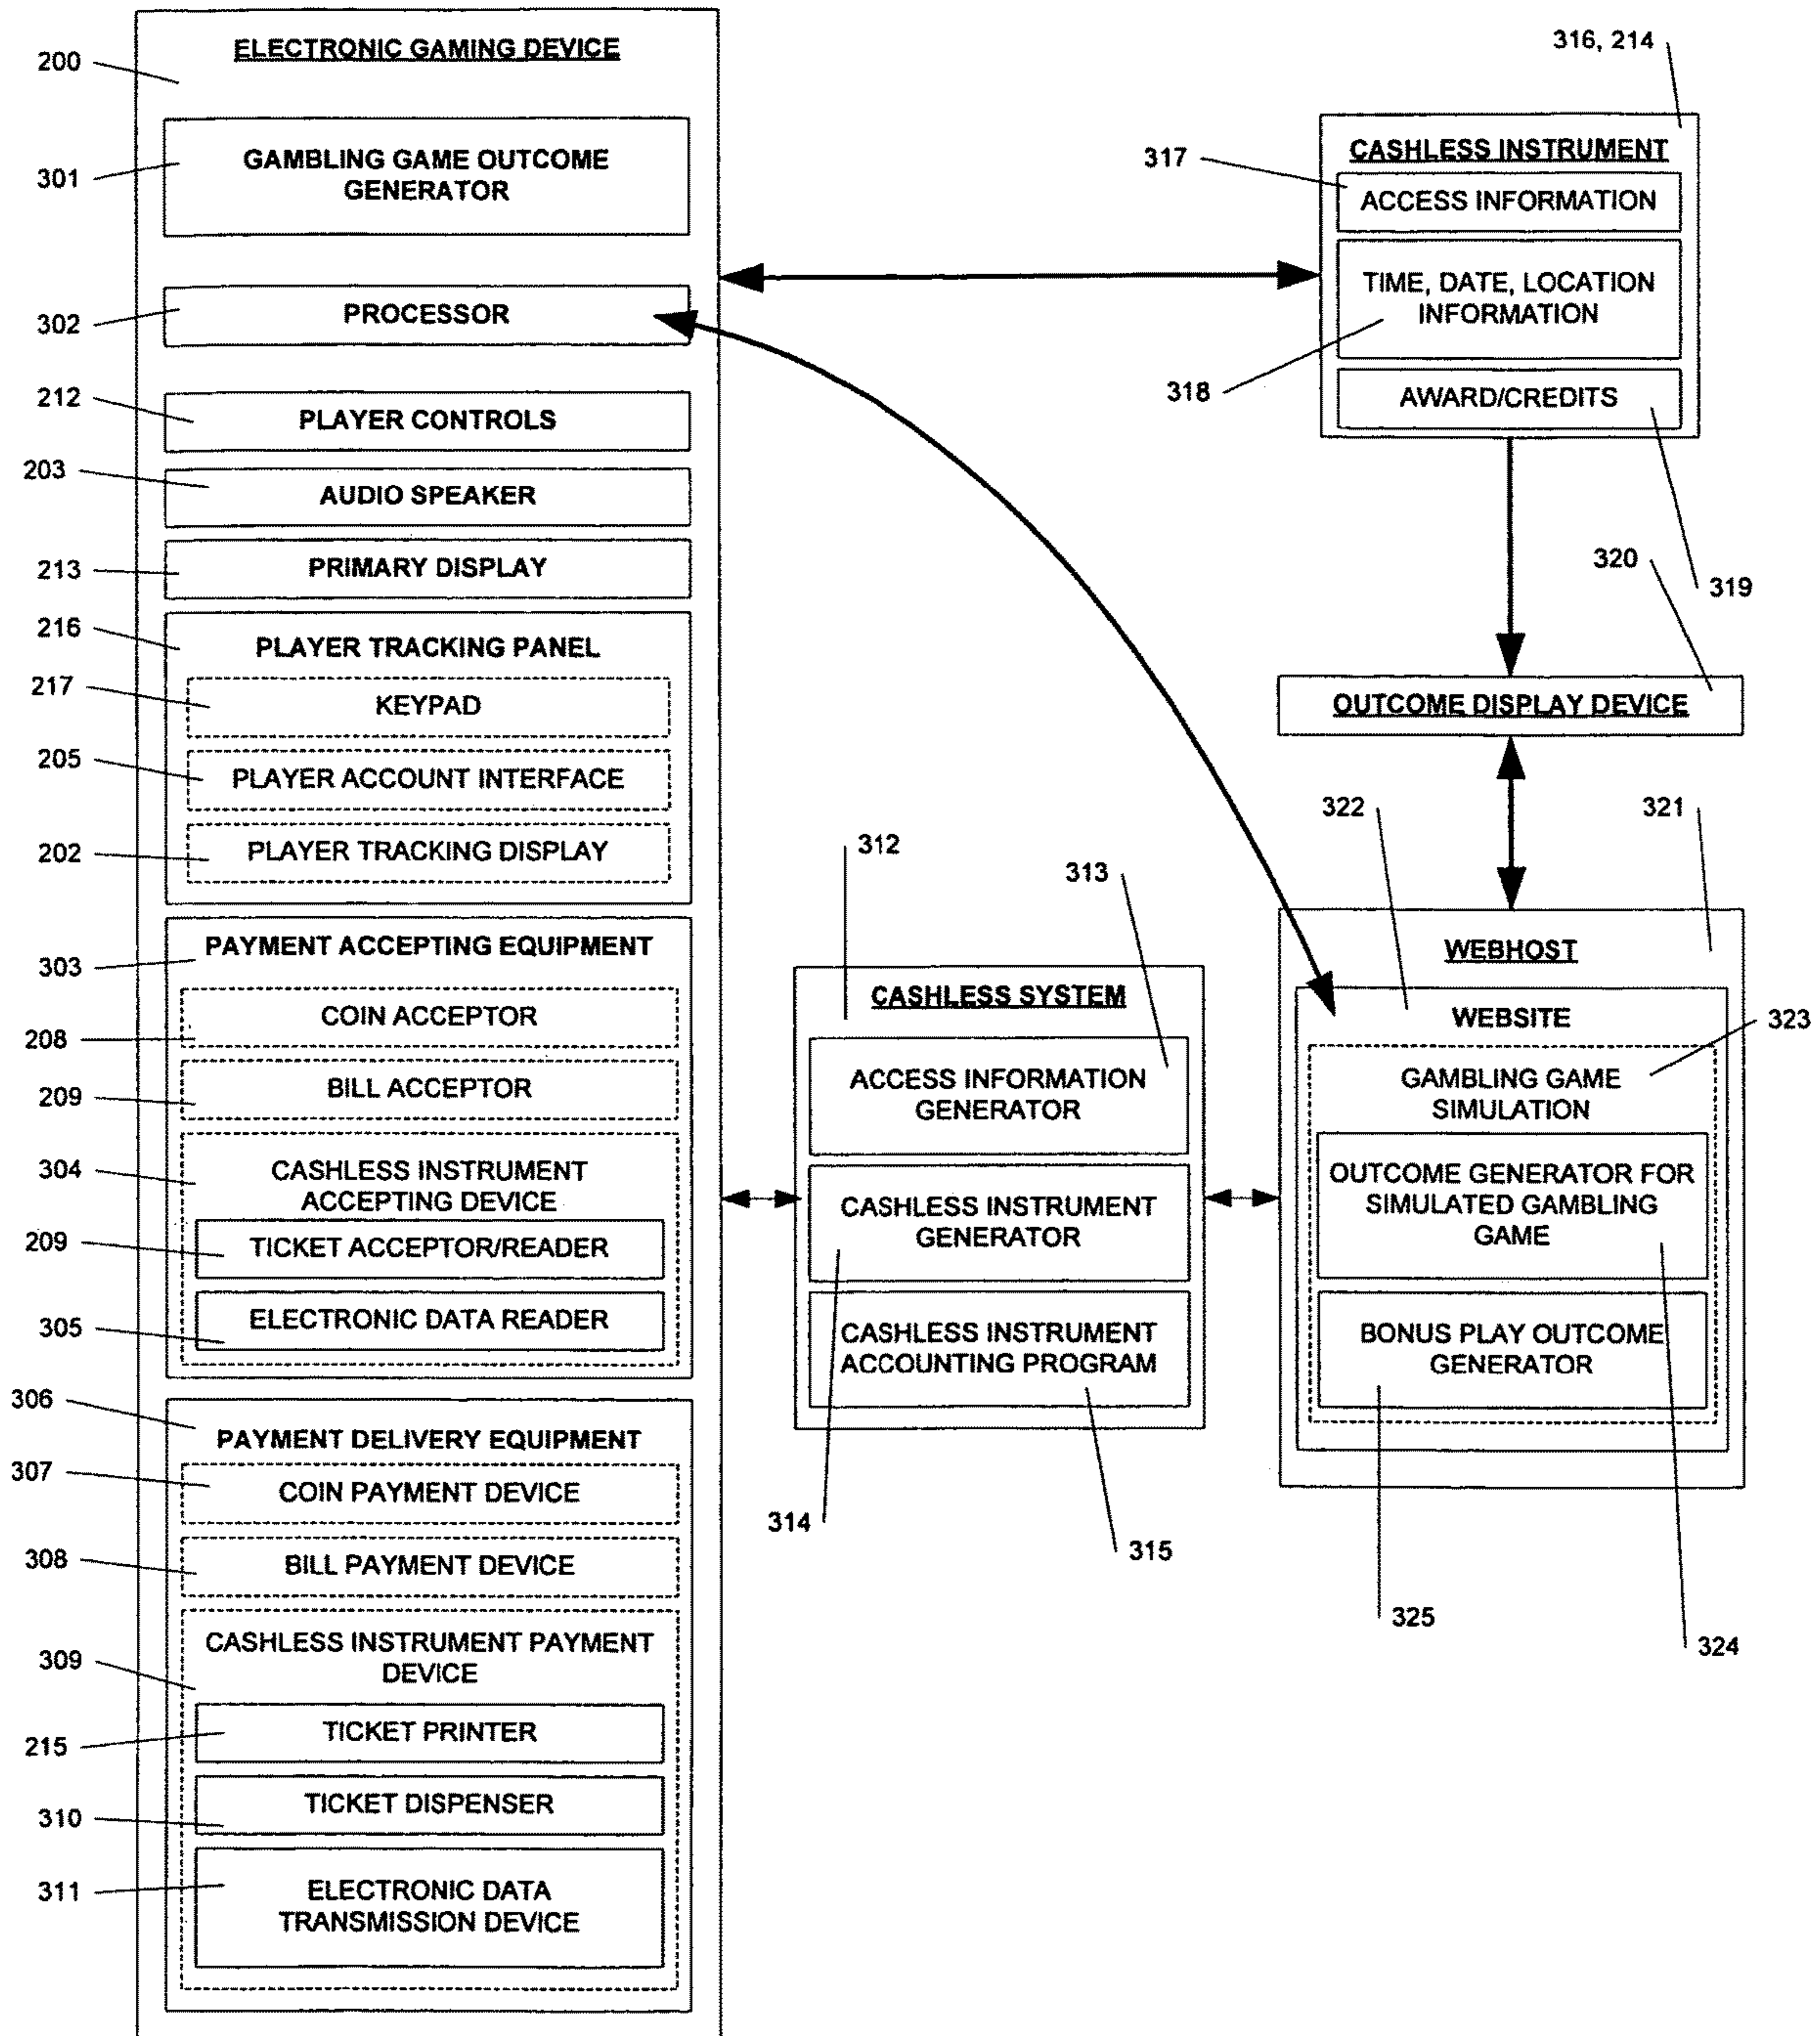 ELECTRONIC GAMING DEVICE
200
GAMBLING GAME OUTCOME
GENERATOR
301
PROCESSOR
302
212
PLAYER CONTROLS
203
AUDIO SPEAKER
213
PRIMARY DISPLAY
216
PLAYER TRACKING PANEL
217
KEYPAD
205
PLAYER ACCOUNT INTERFACE
202
PLAYER TRACKING DISPLAY
PAYMENT ACCEPTING EQUIPMENT
303
COIN ACCEPTOR
208
BILL ACCEPTOR
209
304
CASHLESS INSTRUMENT
ACCEPTING DEVICE
209
TICKET ACCEPTOR/READER
305
ELECTRONIC DATA READER
306
PAYMENT DELIVERY EQUIPMENT
307
COIN PAYMENT DEVICE
308
BILL PAYMENT DEVICE
CASHLESS INSTRUMENT PAYMENT
DEVICE
309
TICKET PRINTER
215
TICKET DISPENSER
310
311
ELECTRONIC DATA
TRANSMISSION DEVICE
312
313
CASHLESS SYSTEM
ACCESS INFORMATION
GENERATOR
CASHLESS INSTRUMENT
GENERATOR
CASHLESS INSTRUMENT
ACCOUNTING PROGRAM
314
315
316, 214
CASHLESS INSTRUMENT
317
ACCESS INFORMATION
TIME, DATE, LOCATION
INFORMATION
318
AWARD/CREDITS
319
320
OUTCOME DISPLAY DEVICE
322
321
WEBHOST
WEBSITE
323
GAMBLING GAME
SIMULATION
OUTCOME GENERATOR FOR
SIMULATED GAMBLING
GAME
BONUS PLAY OUTCOME
GENERATOR
325
324